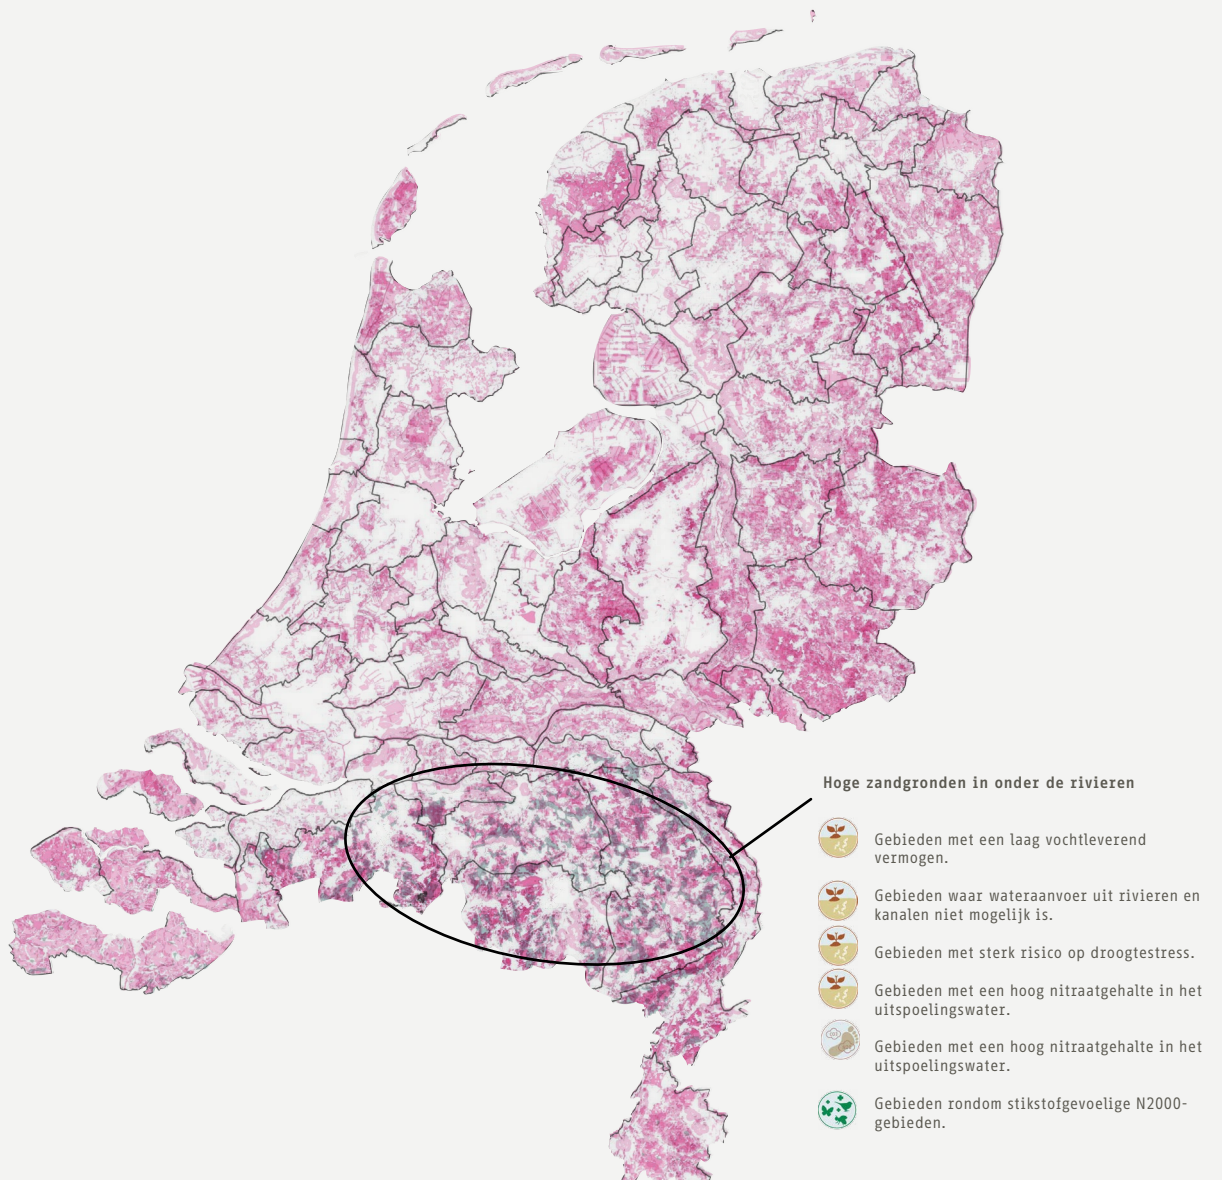 Hoge zandgronden in onder de rivieren
Gebieden met een laag vochtleverend
vermogen.
Gebieden waar wateraanvoer uit rivieren en
kanalen niet mogelijk is.
Gebieden met sterk risico op droogtestress.
Gebieden met een hoog nitraatgehalte in het
uitspoelingswater.
Gebieden met een hoog nitraatgehalte in het
uitspoelingswater.
Gebieden rondom stikstofgevoelige N2000-
gebieden.